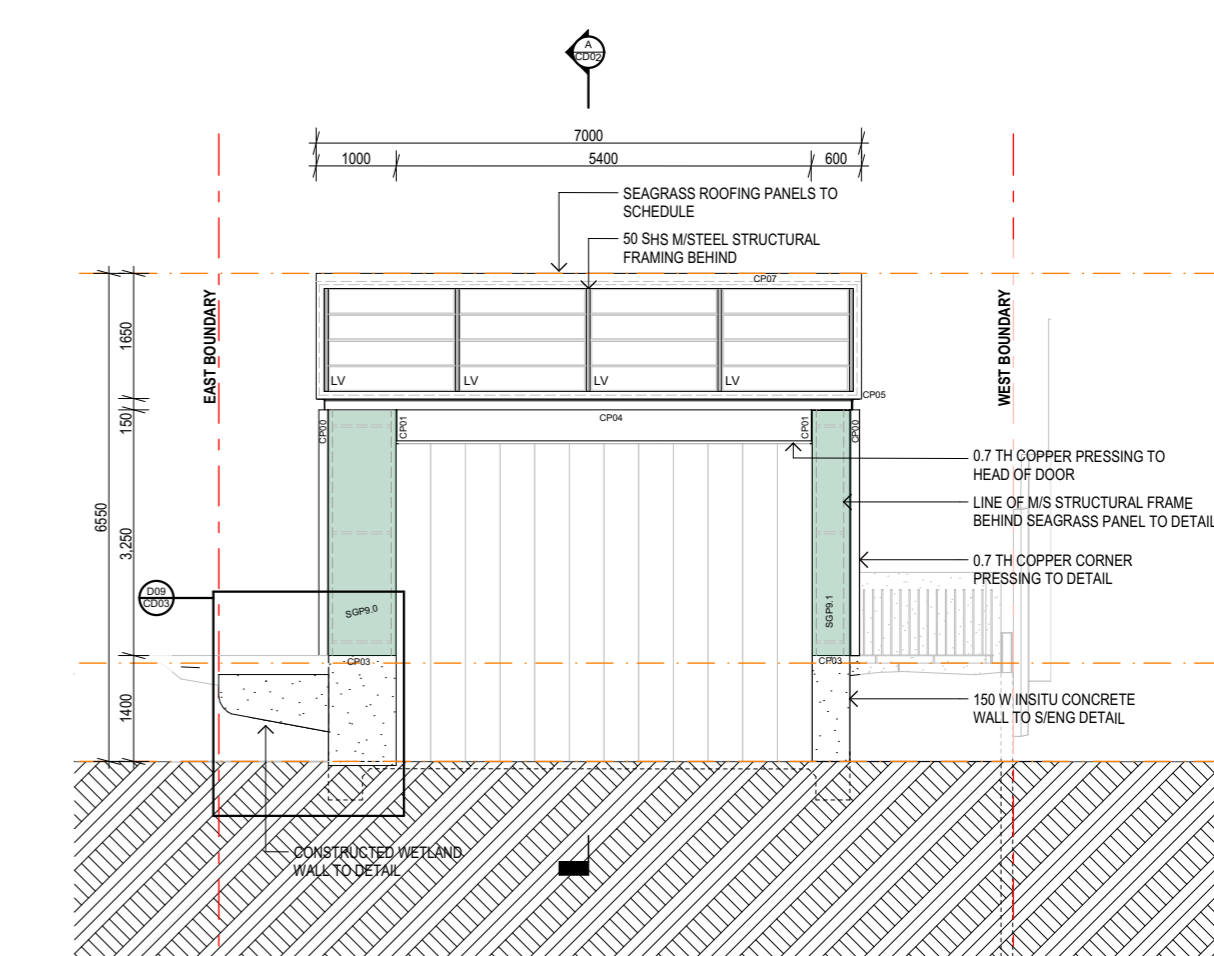 A
CD02
7000
1000
5400
600
SEAGRASS ROOFING PANELS TO
SCHEDULE
50 SHS M/STEEL STRUCTURAL
FRAMING BEHIND
CP07
EAST BOUNDARY
WEST BOUNDARY
1650
LV
LV
LV
LV
CP05
150
CP00
CP01
CP04
CP01
CP00
0.7 TH COPPER PRESSING TO
HEAD OF DOOR
LINE OF M/S STRUCTURAL FRAME
BEHIND SEAGRASS PANEL TO DETAIL
6550
3,250
0.7 TH COPPER CORNER
PRESSING TO DETAIL
D09
CD03
SGP9.0
SGP9.1
CP03
CP03
1400
150 W INSITU CONCRETE
WALL TO S/ENG DETAIL
CONSTRUCTED WETLAND
WALL TO DETAIL